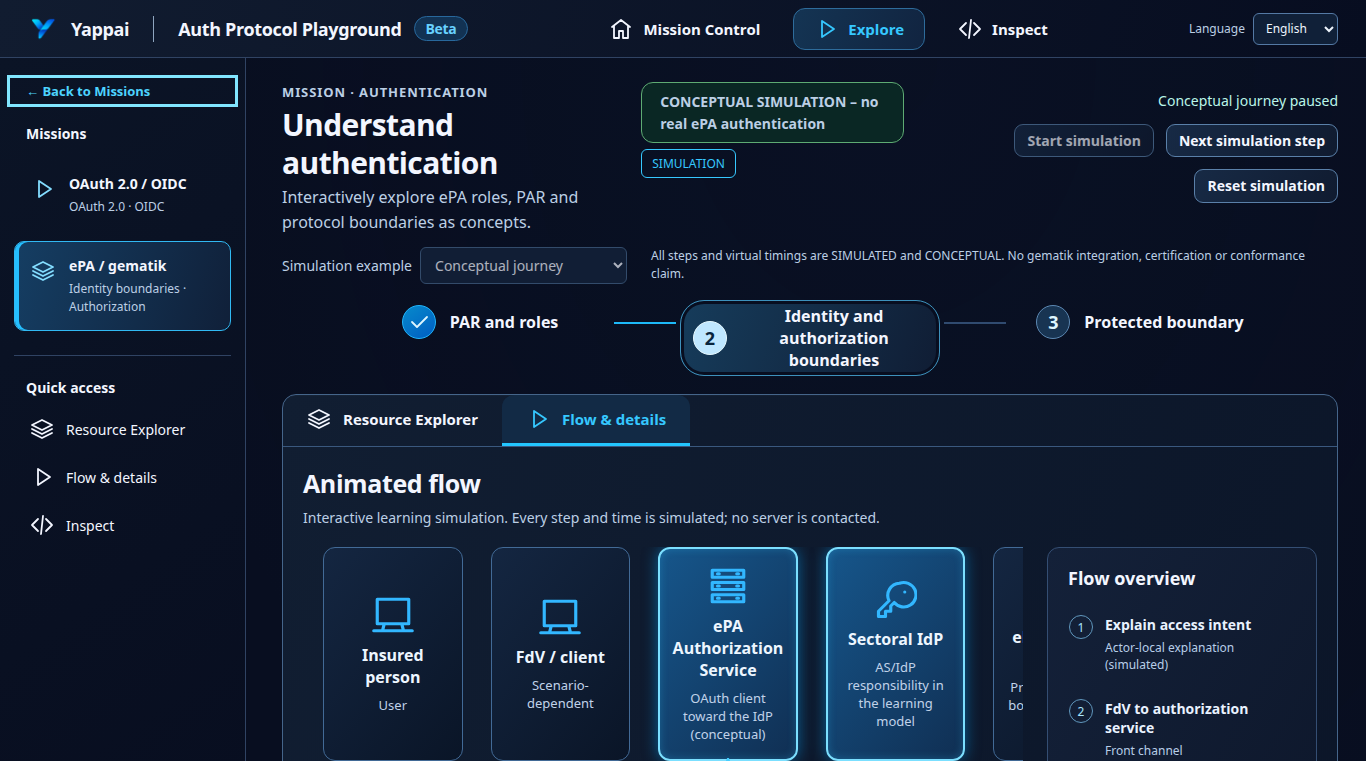 Yappai
Auth Protocol Playground
Beta
Mission Control
Explore
Inspect
Language
English
← Back to Missions
Missions
OAuth 2.0 / OIDC
OAuth 2.0 · OIDC
ePA / gematik
Identity boundaries ·
Authorization
Quick access
Resource Explorer
Flow & details
Inspect
MISSION · AUTHENTICATION
Understand
authentication
Interactively explore ePA roles, PAR and
protocol boundaries as concepts.
CONCEPTUAL SIMULATION – no
real ePA authentication
SIMULATION
Conceptual journey paused
Start simulation
Next simulation step
Reset simulation
Simulation example
Conceptual journey
All steps and virtual timings are SIMULATED and CONCEPTUAL. No gematik integration, certification or conformance
claim.
PAR and roles
2
Identity and
authorization
boundaries
3
Protected boundary
Resource Explorer
Flow & details
Animated flow
Interactive learning simulation. Every step and time is simulated; no server is contacted.
Insured
person
User
FdV / client
Scenario-
dependent
ePA
Authorization
Service
OAuth client
toward the IdP
(conceptual)
Sectoral IdP
AS/IdP
responsibility in
the learning
model
Flow overview
1
Explain access intent
Actor-local explanation
(simulated)
2
FdV to authorization
service
Front channel